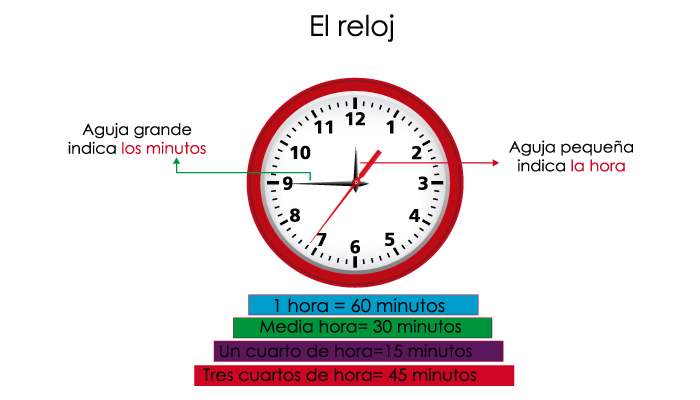 El reloj
Aguja grande
indica los minutos
Aguja pequeña
indica la hora
12
1
2
3
4
5
6
7
8
9
10
11
1 hora = 60 minutos
Media hora= 30 minutos
Un cuarto de hora=15 minutos
Tres cuartos de hora= 45 minutos